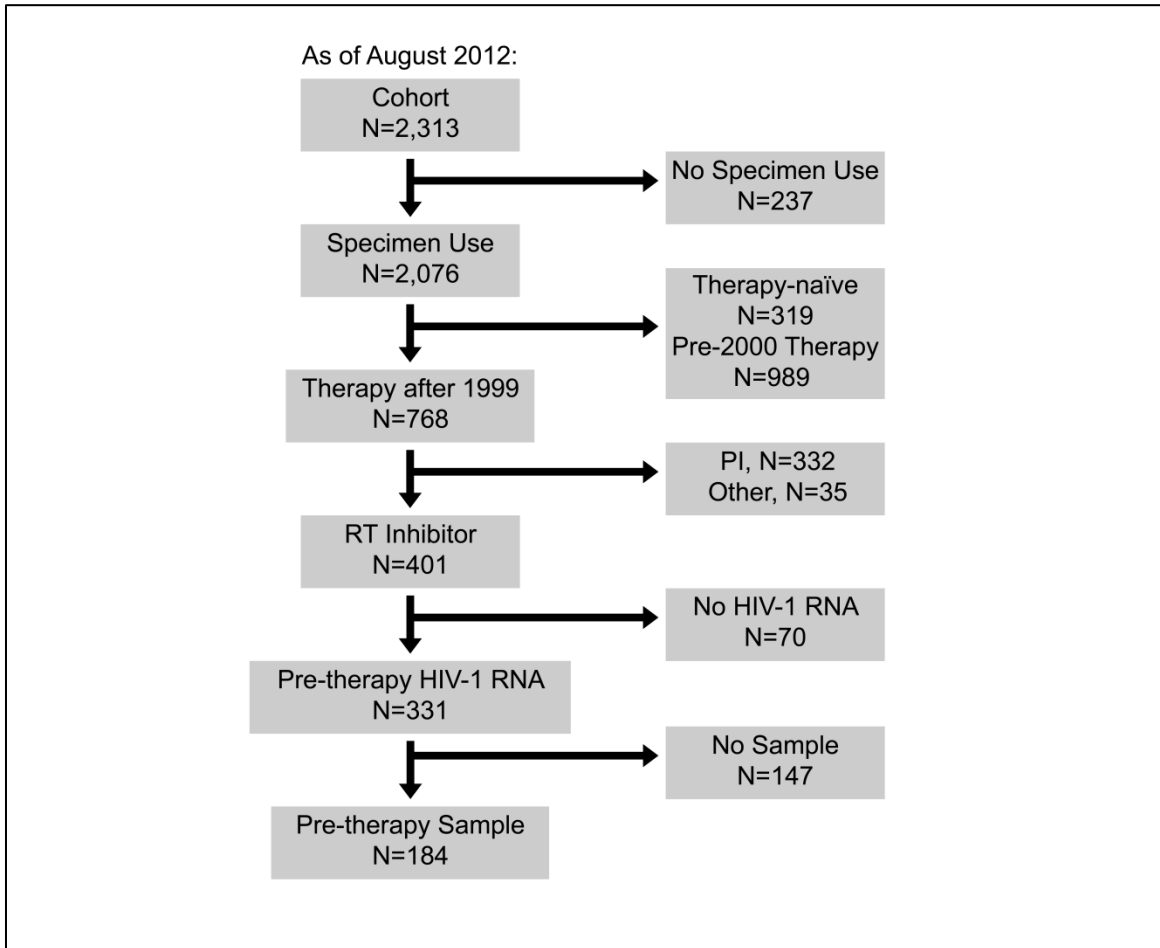 As of August 2012:
Cohort
N=2,313
No Specimen Use
N=237
Specimen Use
N=2,076
Therapy-naïve
N=319
Pre-2000 Therapy
N=989
Therapy after 1999
N=768
PI, N=332
Other, N=35
RT Inhibitor
N=401
No HIV-1 RNA
N=70
Pre-therapy HIV-1 RNA
N=331
No Sample
N=147
Pre-therapy Sample
N=184